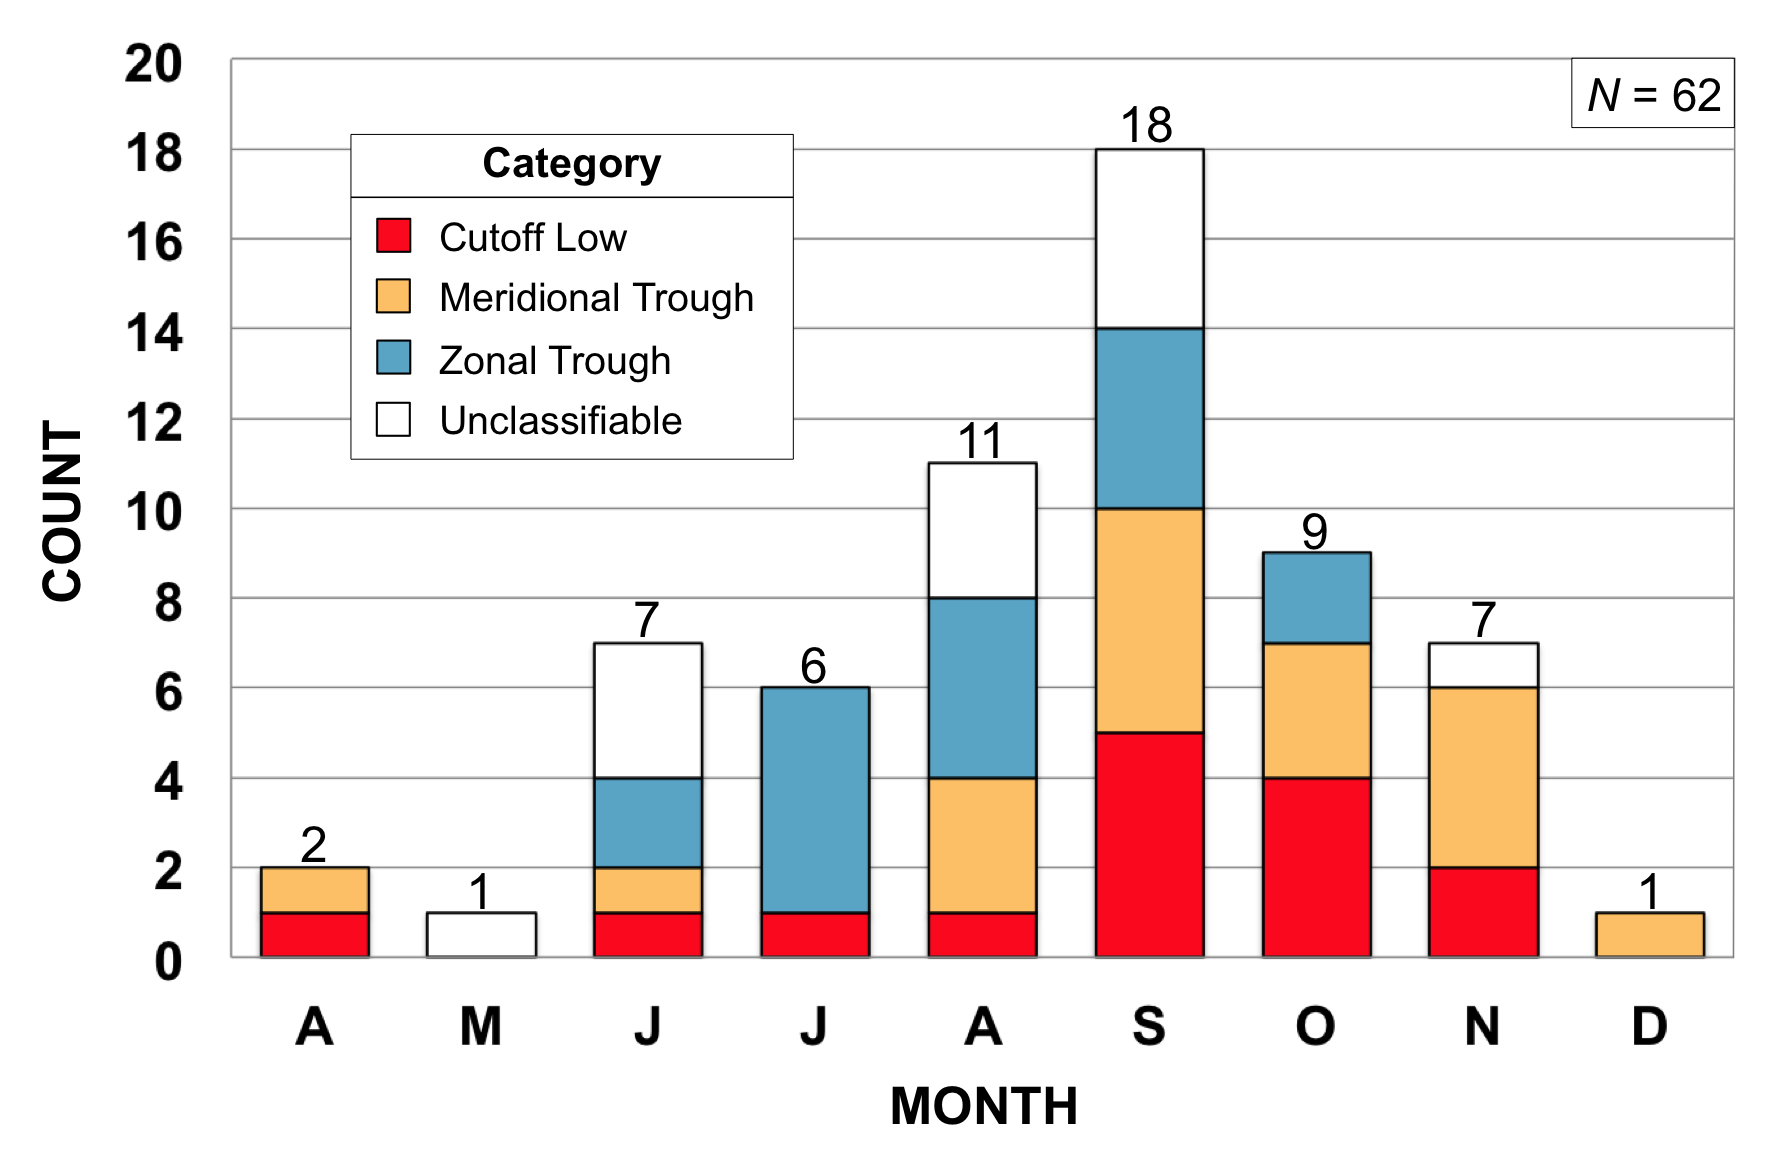 20
N = 62
18
18
Category
16
Cutoff Low
Meridional Trough
14
Zonal Trough
12
Unclassifiable
11
10
9
8
7
7
6
6
4
2
2
1
1
0
COUNT
A M J J A S O N D
MONTH